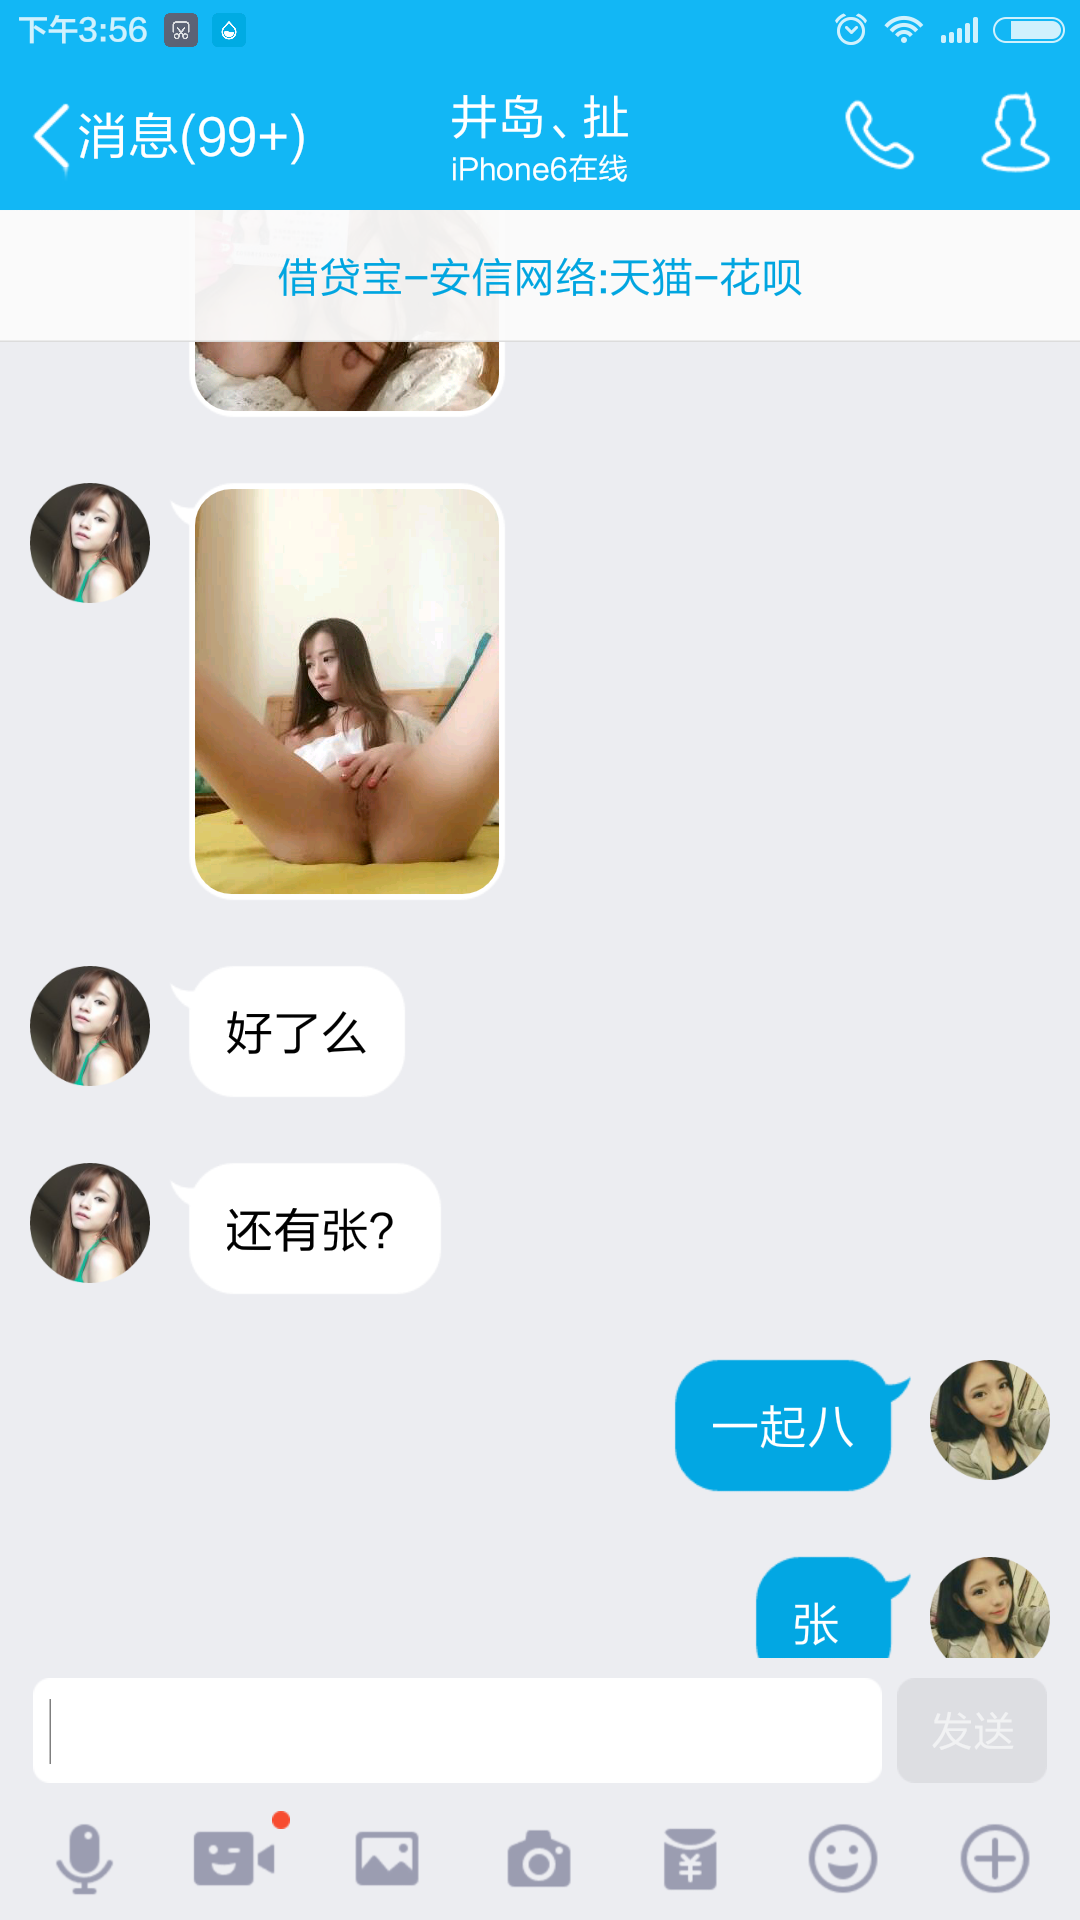 下午3:56
消息(99+)
井岛、扯
iPhone6在线
借贷宝-安信网络:天猫-花呗
好了么
还有张?
一起八
张
发送